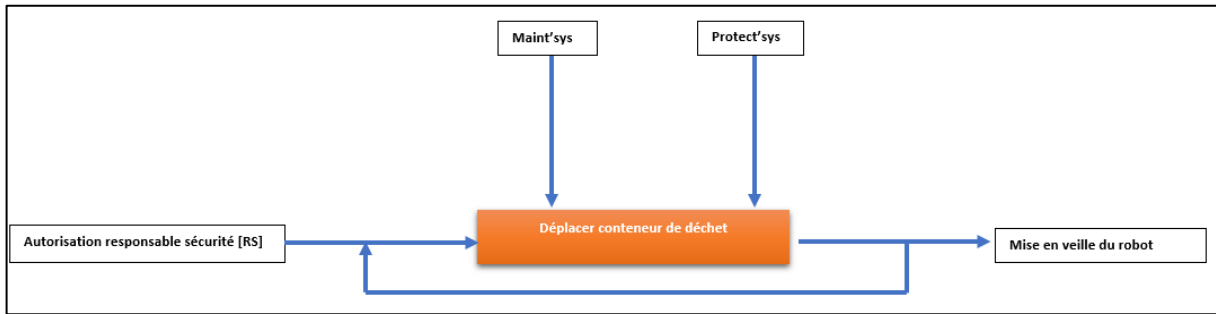 Maint'sys
Protect'sys
Déplacer conteneur de déchet
Autorisation responsable sécurité [RS]
Mise en veille du robot